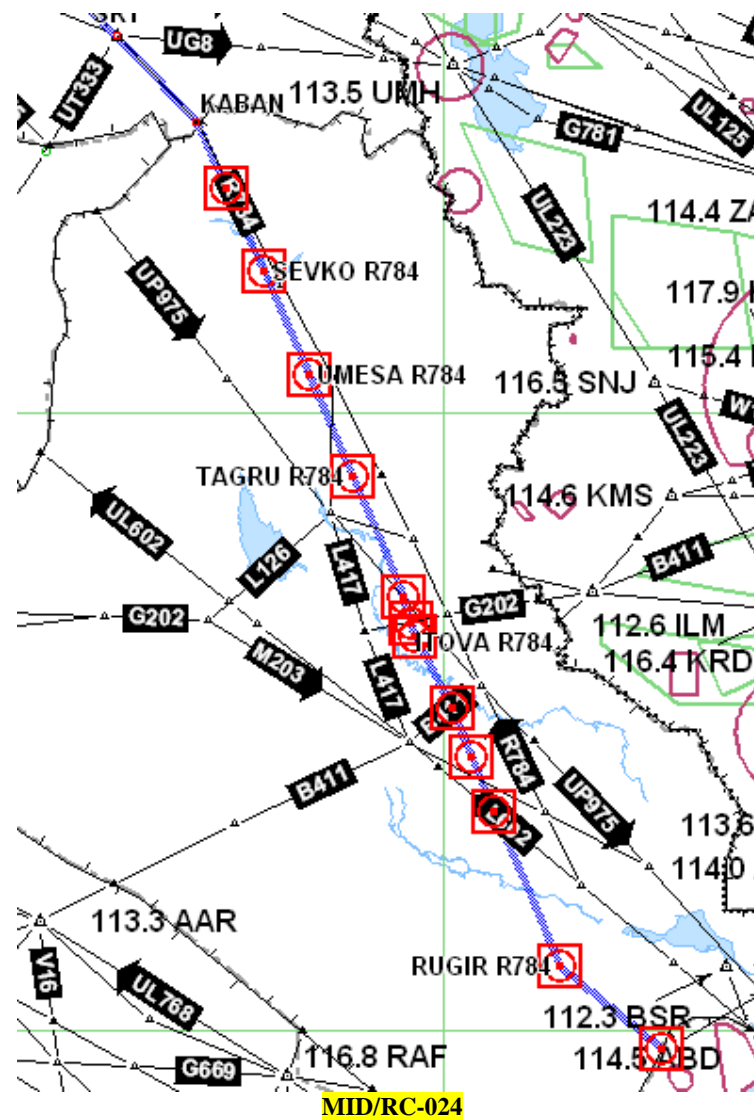 UG8
UT333
KABAN
113.5 UMH
G781
UL125
UL223
114.4 ZA
R784
SEVKO R784
117.9
UP975
115.4
UMESA R784
116.5 SNJ
UL223
TAGRU R784
114.6 KMS
UL602
L126
L417
B411
G202
G202
112.6 ILM
ITOVA R784
116.4 KRD
M203
L417
R784
B411
UP975
113.6
114.0
113.3 AAR
RUGIR R784
V16
UL768
112.3 BSR
116.8 RAF
114.5 ABD
G669
MID/RC-024